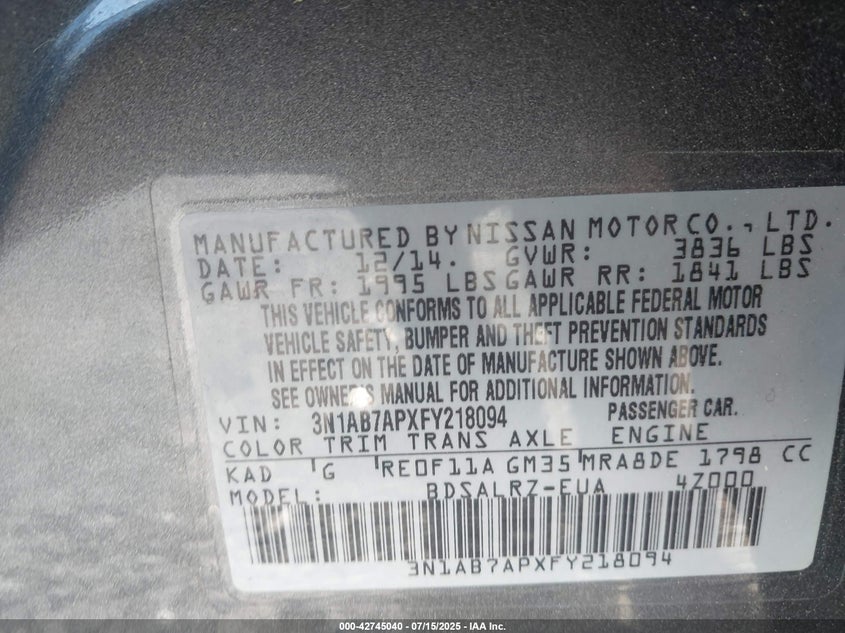 MANUFACTURED BY NISSAN MOTOR CO., LTD.
DATE: 12/14. GVWR: 3836 LBS
GAWR FR: 1995 LBS GAWR RR: 1841 LBS
THIS VEHICLE CONFORMS TO ALL APPLICABLE FEDERAL MOTOR
VEHICLE SAFETY, BUMPER AND THEFT PREVENTION STANDARDS
IN EFFECT ON THE DATE OF MANUFACTURE SHOWN ABOVE.
SEE OWNER'S MANUAL FOR ADDITIONAL INFORMATION.
VIN: 3N1AB7APXFY218094 PASSENGER CAR.
COLOR TRIM TRANS AXLE ENGINE
KAD G RE0F11A GM35 MRA8DE 1798 CC
MODEL: BDSALRZ-EUA 4Z000
3N1AB7APXFY218094
000-42745040 - 07/15/2025 - IAA Inc.